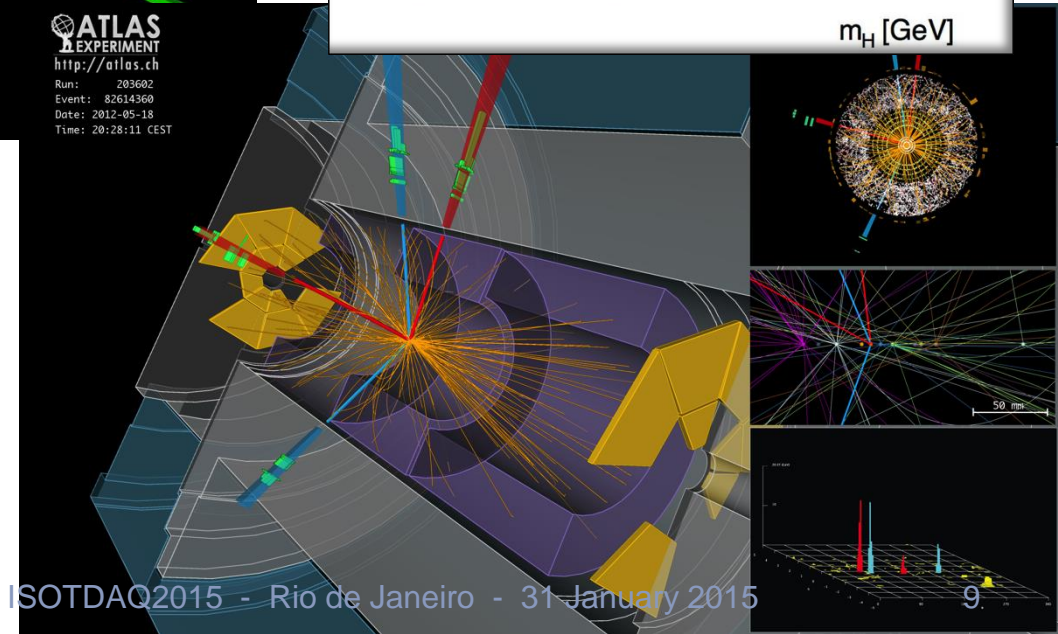 ATLAS
EXPERIMENT
http://atlas.ch
Run: 203602
Event: 82614360
Date: 2012-05-18
Time: 20:28:11 CEST
m_H [GeV]
50 mm
ISOTDAQ2015 - Rio de Janeiro - 31 January 2015
9